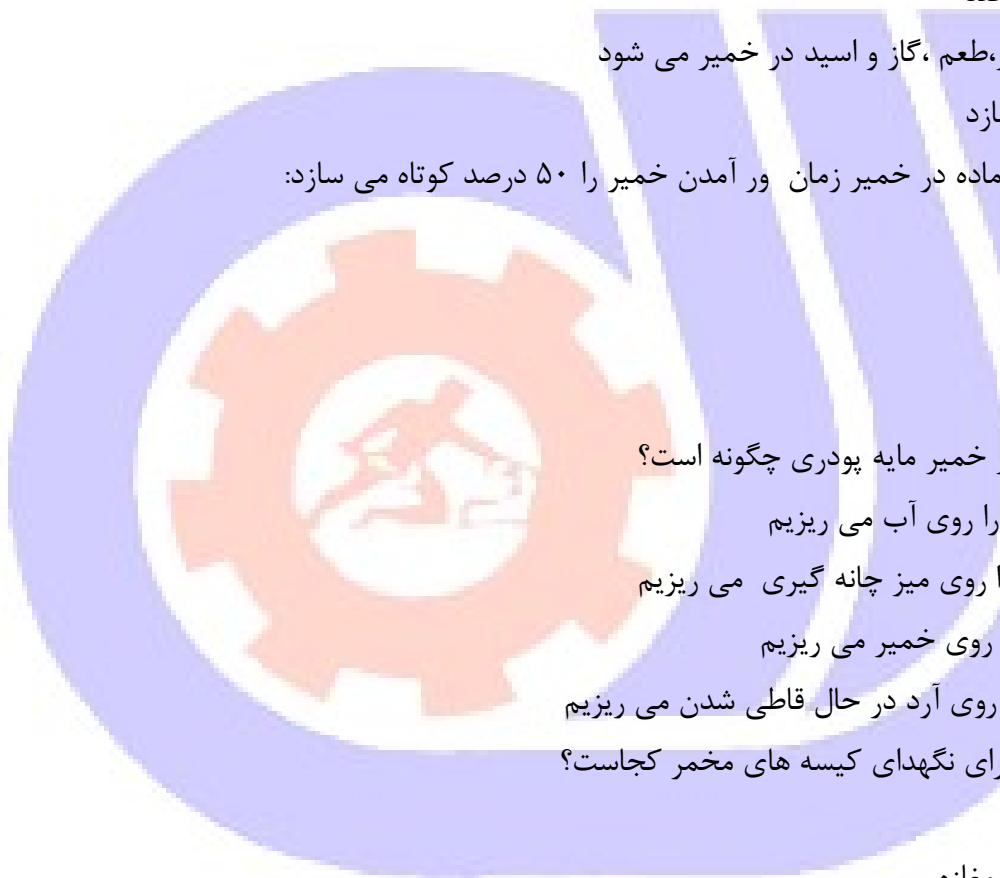 طعم ،گاز و اسید در خمیر می شود
ماده در خمیر زمان ور آمدن خمیر را ۵۰ درصد کوتاه می سازد:
خمیر مایه پودری چگونه است؟
را روی آب می ریزیم
روی میز چانه گیری می ریزیم
روی خمیر می ریزیم
روی آرد در حال قاطی شدن می ریزیم
نگهدای کیسه های مخمر کجاست؟